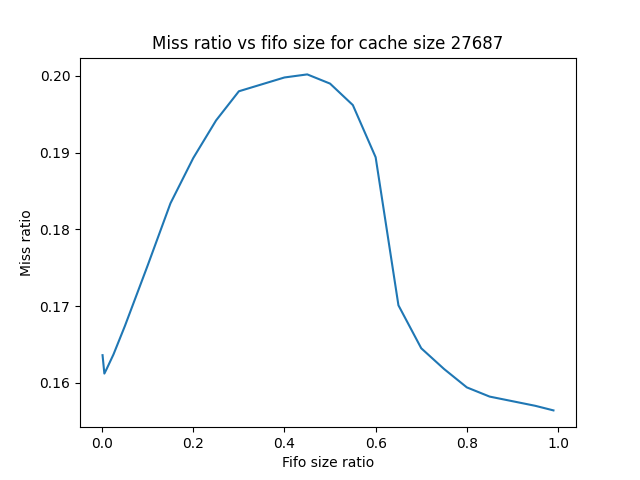 Miss ratio vs fifo size for cache size 27687
0.20
0.19
0.18
0.17
0.16
Miss ratio
0.0 0.2 0.4 0.6 0.8 1.0
Fifo size ratio